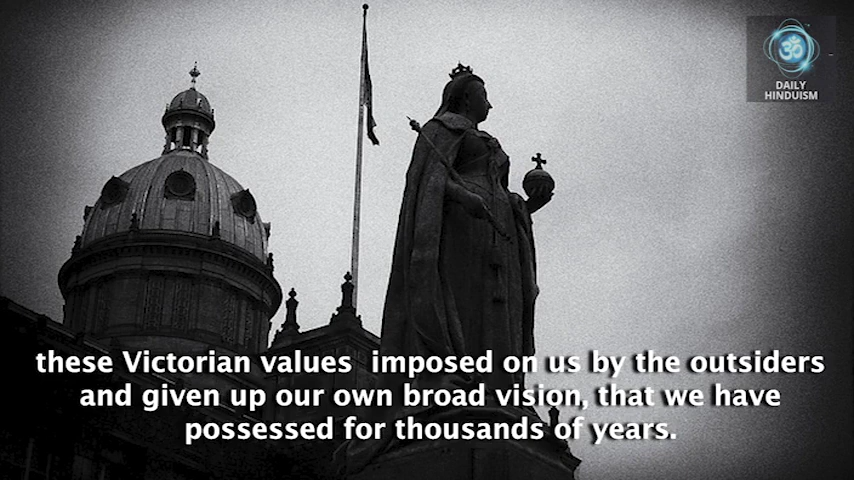 DAILY
HINDUISM
these Victorian values  imposed on us by the outsiders
and given up our own broad vision, that we have
possessed for thousands of years.